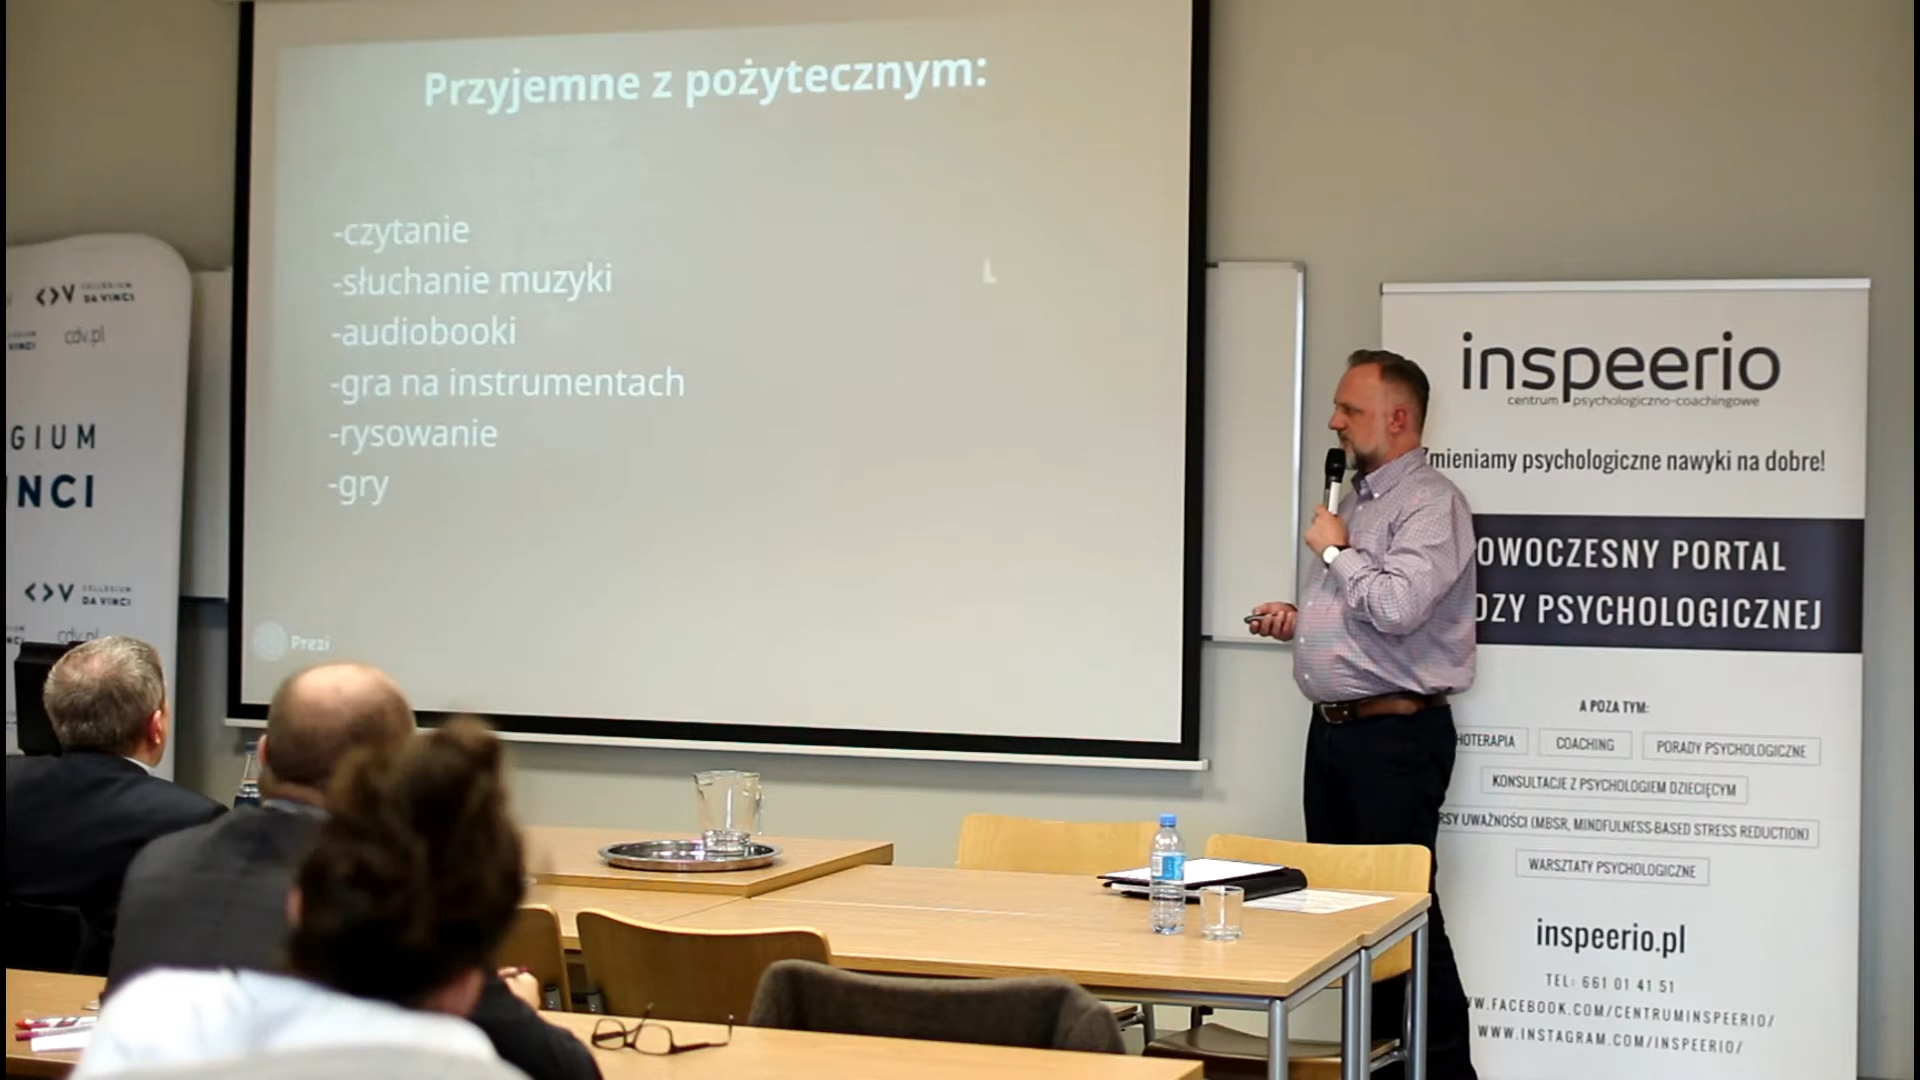 Przyjemne z pożytecznym:
-czytanie
-słuchanie muzyki
-audiobooki
-gra na instrumentach
-rysowanie
-gry
Prezi
COLLEGIUM
DA VINCI
cdv.pl
VINCI
GIUM
NCI
COLLEGIUM
DA VINCI
cdv.pl
inspeerio
centrum psychologiczno-coachingowe
Zmieniamy psychologiczne nawyki na dobre!
OWOCZESNY PORTAL
DZY PSYCHOLOGICZNEJ
A POZA TYM:
HOTERAPIA
COACHING
PORADY PSYCHOLOGICZNE
KONSULTACJE Z PSYCHOLOGIEM DZIECIĘCYM
RSY UWAŻNOŚCI (MBSR, MINDFULNESS-BASED STRESS REDUCTION)
WARSZTATY PSYCHOLOGICZNE
inspeerio.pl
TEL: 661 01 41 51
W.FACEBOOK.COM/CENTRUMINSPEERIO/
WWW.INSTAGRAM.COM/INSPEERIO/